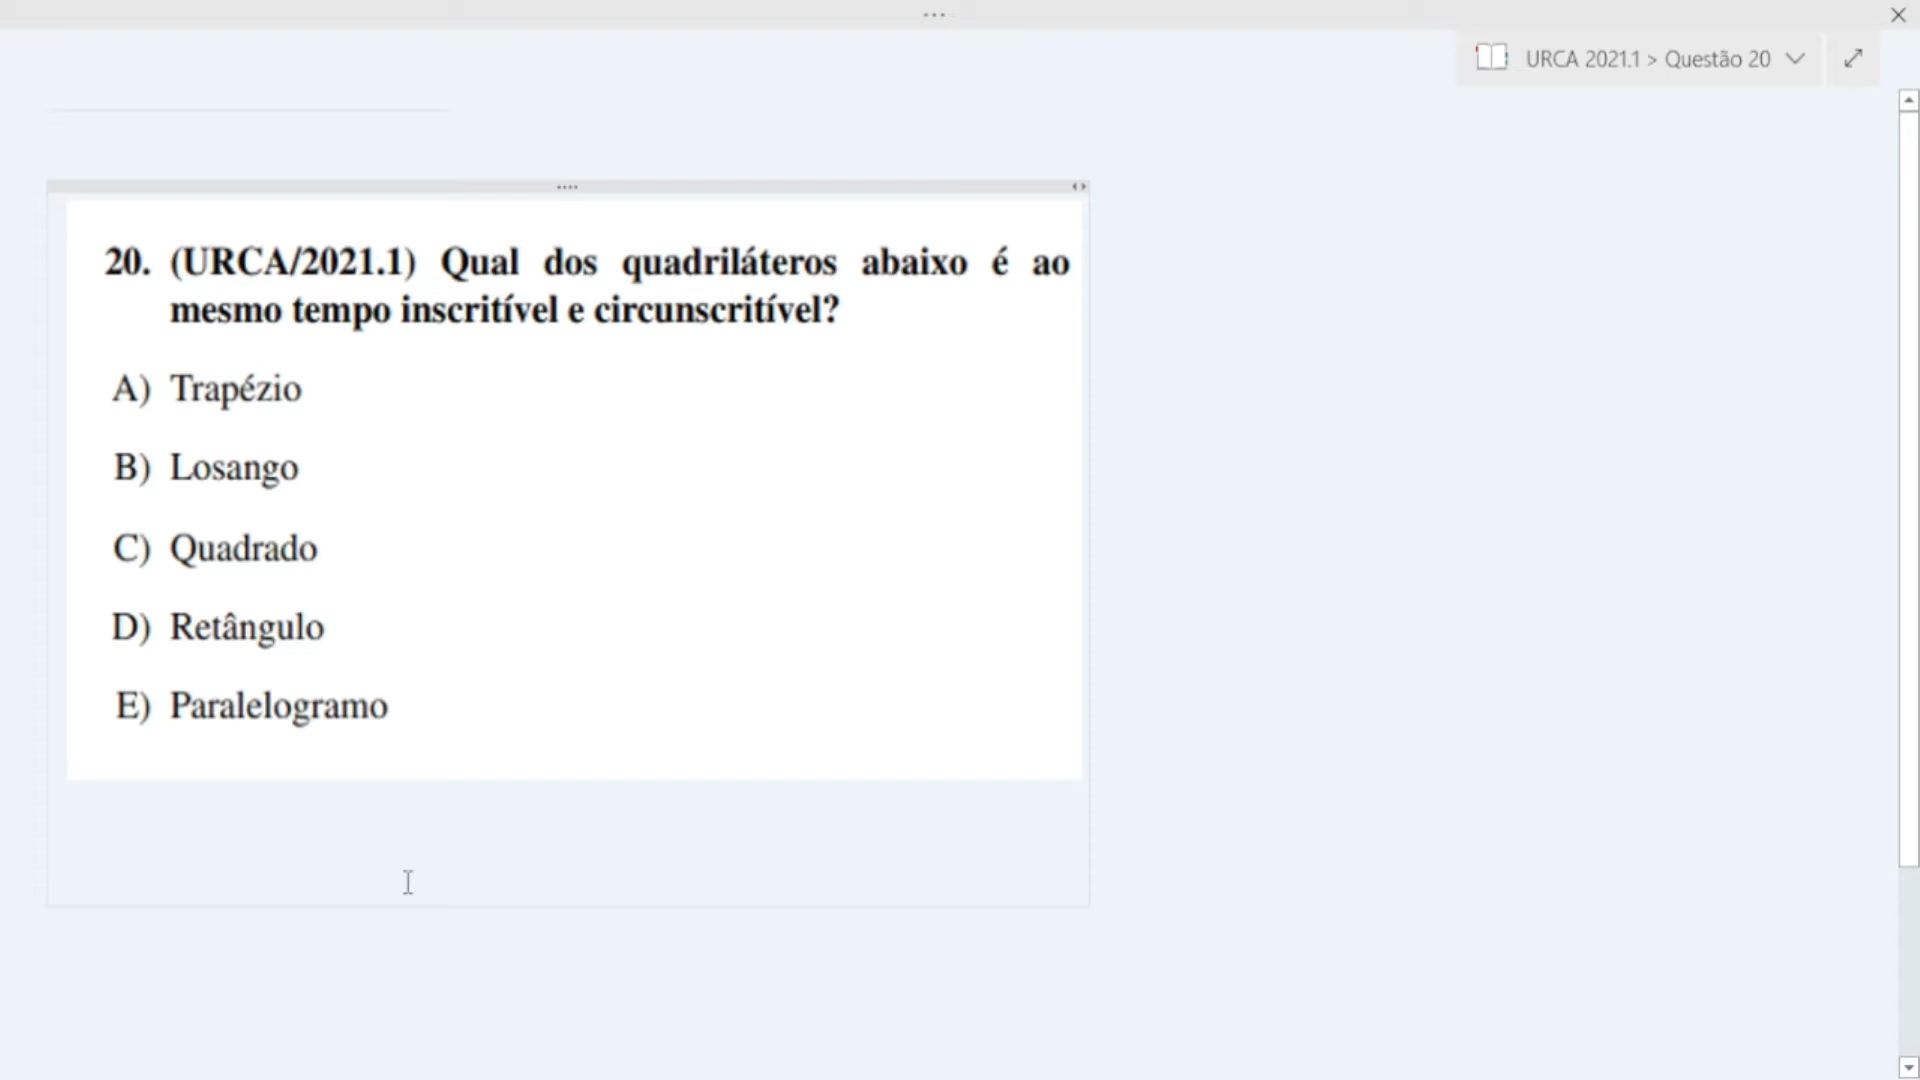 URCA 2021.1 > Questão 20
20. (URCA/2021.1) Qual dos quadriláteros abaixo é ao
mesmo tempo inscritível e circunscritível?
A) Trapézio
B) Losango
C) Quadrado
D) Retângulo
E) Paralelogramo